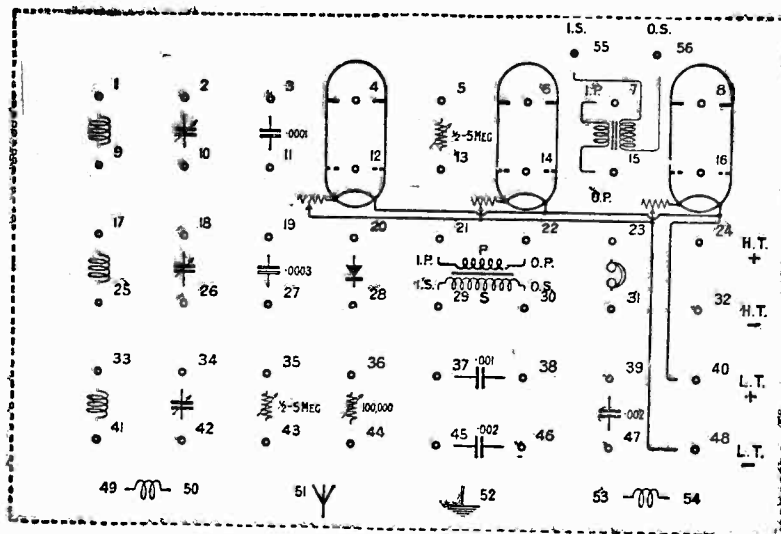 I.S. O.S.
55 56
1 2 3 4 5 6 I.P. 7 8
.0001 ½-5 MEG
9 10 11 12 13 14 15 16
O.P.
17 18 19 20 21 22 23 24 H.T. +
I.P. P O.P.
.0003
I.S. S O.S.
25 26 27 28 29 30 31 32 H.T. −
33 34 35 36 37 .001 38 39 40 L.T. +
½-5 MEG 100,000 .002
41 42 43 44 45 .002 46 47 48 L.T. −
49 50 51 52 53 54